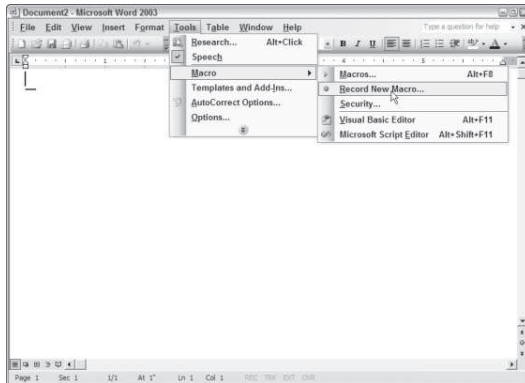 Document2 - Microsoft Word 2003
File Edit View Insert Format Tools Table Window Help
Type a question for help
Research... Alt+Click
Speech
Macro
Templates and Add-Ins...
AutoCorrect Options...
Options...
Macros... Alt+F8
Record New Macro...
Security...
Visual Basic Editor Alt+F11
Microsoft Script Editor Alt+Shift+F11
B I U
Page 1 Sec 1 1/1 At 1" Ln 1 Col 1 REC TRK EXT OVR